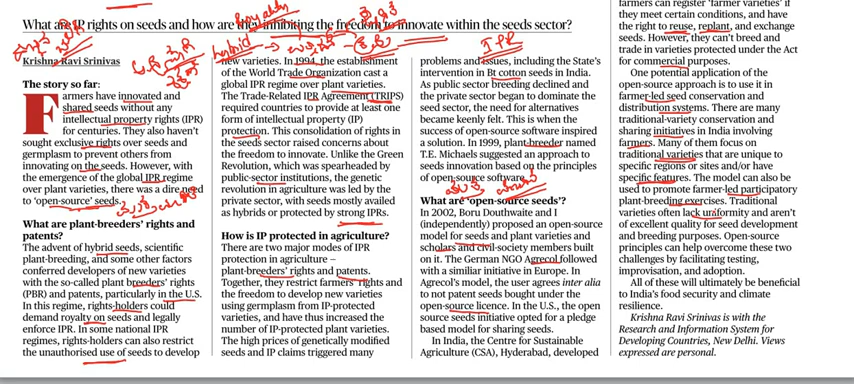 What are IP rights on seeds and how are they inhibiting the freedom to innovate within the seeds sector?
Krishna Ravi Srinivas
The story so far:
Farmers have innovated and
shared seeds without any
intellectual property rights (IPR)
for centuries. They also haven't
sought exclusive rights over seeds and
germplasm to prevent others from
innovating on the seeds. However, with
the emergence of the global IPR regime
over plant varieties, there was a dire need
to 'open-source' seeds.
What are plant-breeders' rights and
patents?
The advent of hybrid seeds, scientific
plant-breeding, and some other factors
conferred developers of new varieties
with the so-called plant breeders' rights
(PBR) and patents, particularly in the U.S.
In this regime, rights-holders could
demand royalty on seeds and legally
enforce IPR. In some national IPR
regimes, rights-holders can also restrict
the unauthorised use of seeds to develop
new varieties. In 1994, the establishment
of the World Trade Organization cast a
global IPR regime over plant varieties.
The Trade-Related IPR Agreement (TRIPS)
required countries to provide at least one
form of intellectual property (IP)
protection. This consolidation of rights in
the seeds sector raised concerns about
the freedom to innovate. Unlike the Green
Revolution, which was spearheaded by
public-sector institutions, the genetic
revolution in agriculture was led by the
private sector, with seeds mostly availed
as hybrids or protected by strong IPRs.
How is IP protected in agriculture?
There are two major modes of IPR
protection in agriculture –
plant-breeders' rights and patents.
Together, they restrict farmers' rights and
the freedom to develop new varieties
using germplasm from IP-protected
varieties, and have thus increased the
number of IP-protected plant varieties.
The high prices of genetically modified
seeds and IP claims triggered many
IPR
problems and issues, including the State's
intervention in Bt cotton seeds in India.
As public sector breeding declined and
the private sector began to dominate the
seed sector, the need for alternatives
became keenly felt. This is when the
success of open-source software inspired
a solution. In 1999, plant-breeder named
T.E. Michaels suggested an approach to
seeds innovation based on the principles
of open-source software.
What are 'open-source seeds'?
In 2002, Boru Douthwaite and I
(independently) proposed an open-source
model for seeds and plant varieties and
scholars and civil-society members built
on it. The German NGO Agrecol followed
with a similiar initiative in Europe. In
Agrecol's model, the user agrees inter alia
to not patent seeds bought under the
open-source licence. In the U.S., the open
source seeds initiative opted for a pledge
based model for sharing seeds.
In India, the Centre for Sustainable
Agriculture (CSA), Hyderabad, developed
farmers can register 'farmer varieties' if
they meet certain conditions, and have
the right to reuse, replant, and exchange
seeds. However, they can't breed and
trade in varieties protected under the Act
for commercial purposes.
One potential application of the
open-source approach is to use it in
farmer-led seed conservation and
distribution systems. There are many
traditional-variety conservation and
sharing initiatives in India involving
farmers. Many of them focus on
traditional varieties that are unique to
specific regions or sites and/or have
specific features. The model can also be
used to promote farmer-led participatory
plant-breeding exercises. Traditional
varieties often lack uniformity and aren't
of excellent quality for seed development
and breeding purposes. Open-source
principles can help overcome these two
challenges by facilitating testing,
improvisation, and adoption.
All of these will ultimately be beneficial
to India's food security and climate
resilience.
Krishna Ravi Srinivas is with the
Research and Information System for
Developing Countries, New Delhi. Views
expressed are personal.